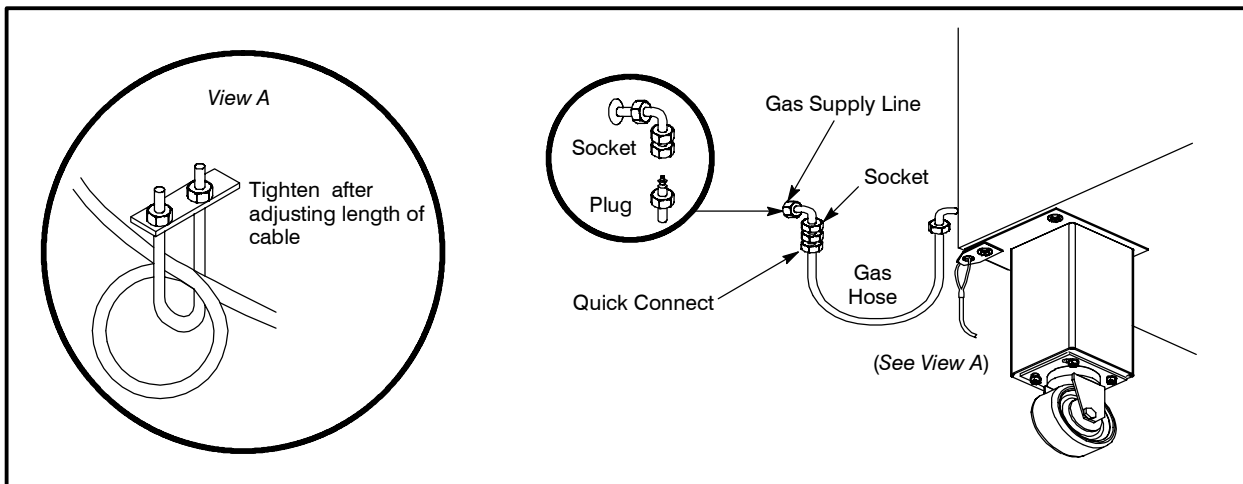 View A
Tighten after
adjusting length of
cable
Socket
Plug
Gas Supply Line
Socket
Quick Connect
Gas
Hose
(See View A)